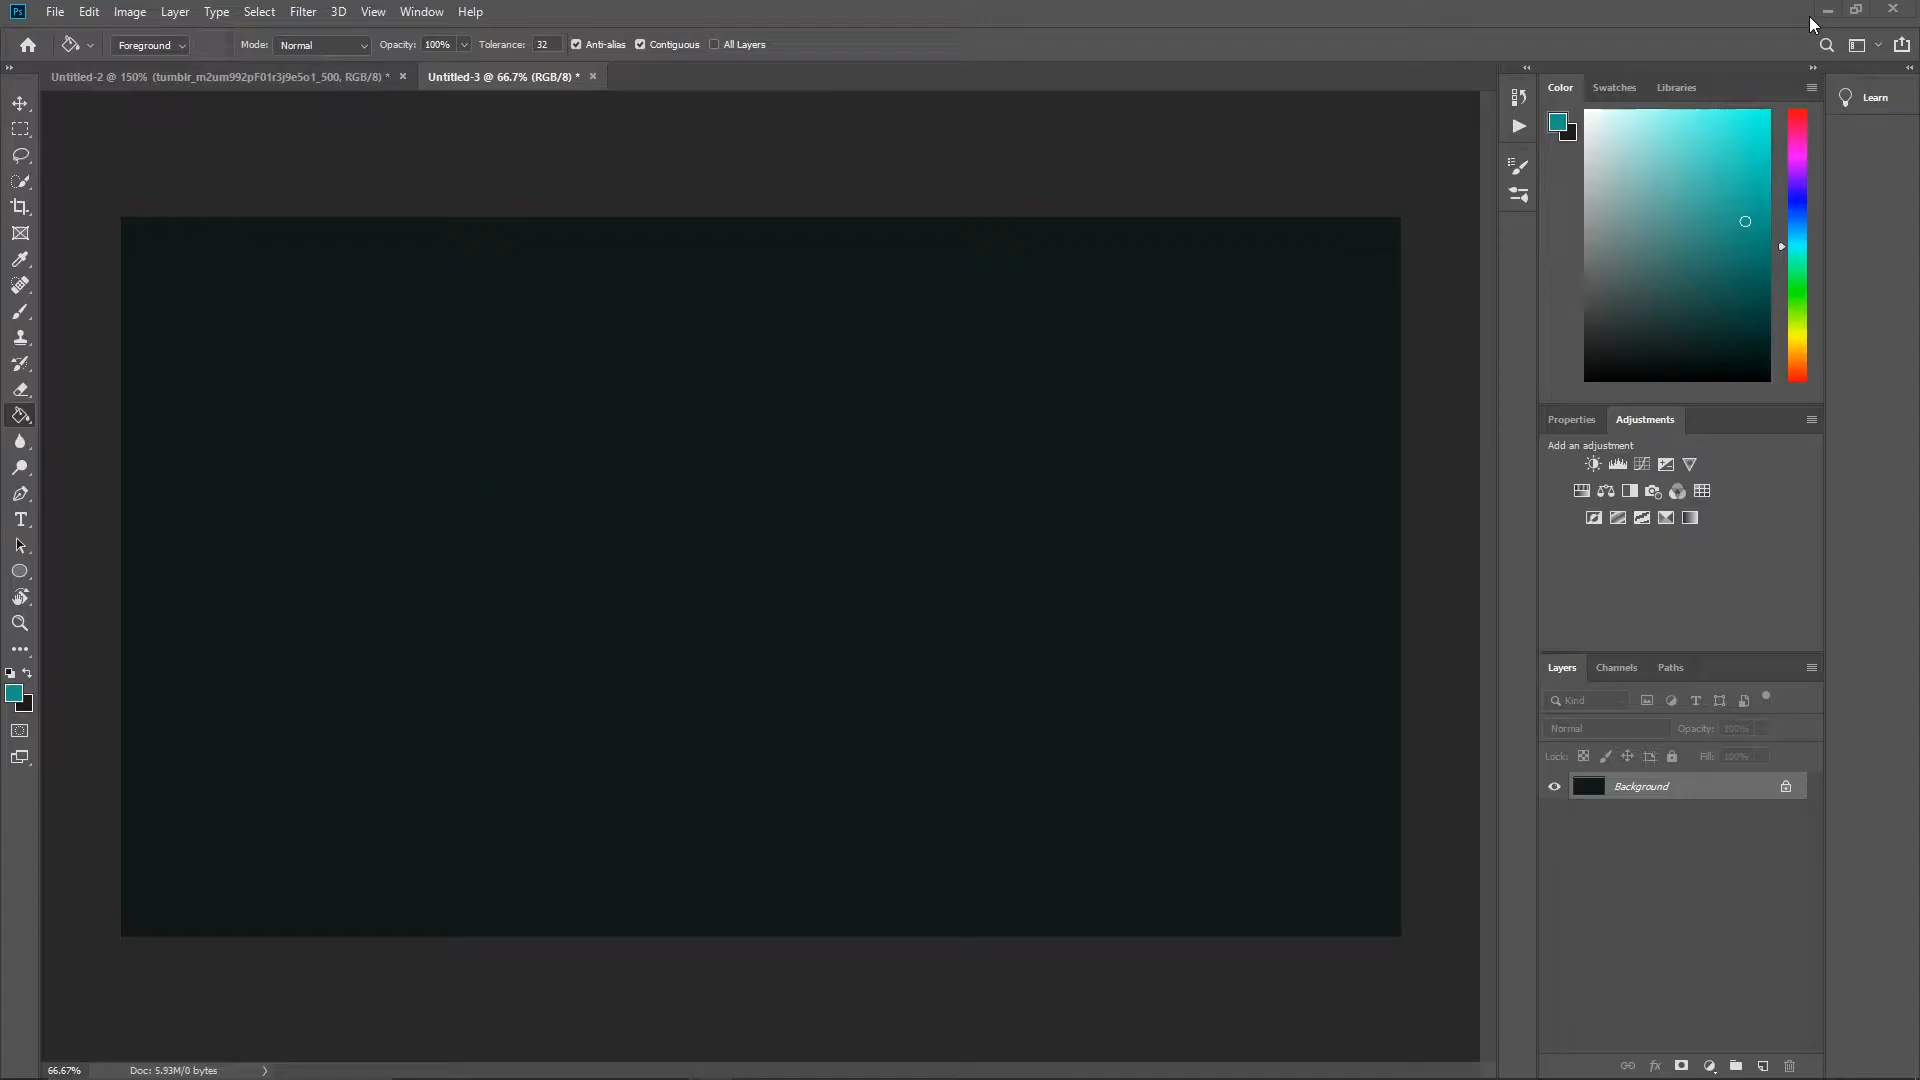 Ps File Edit Image Layer Type Select Filter 3D View Window Help
Foreground Mode: Normal Opacity: 100% Tolerance: 32 Anti-alias Contiguous All Layers
Untitled-2 @ 150% (tumblr_m2um992pF01r3j9e5o1_500, RGB/8) * Untitled-3 @ 66.7% (RGB/8) *
Color Swatches Libraries
Learn
Properties Adjustments
Add an adjustment
Layers Channels Paths
Kind
Normal Opacity: 100%
Lock: Fill: 100%
Background
fx
66.67% Doc: 5.93M/0 bytes